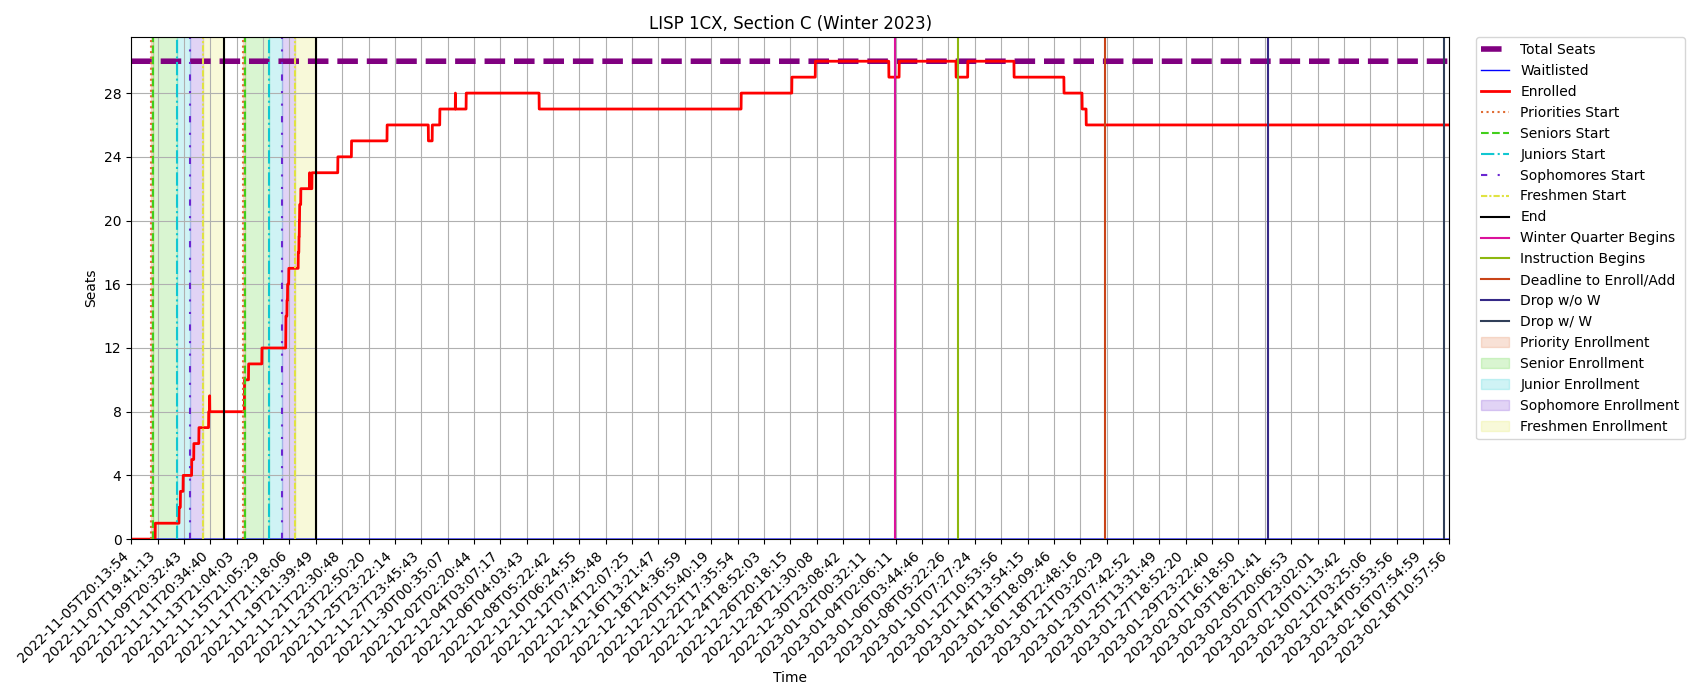 LISP 1CX, Section C (Winter 2023)
Total Seats
Waitlisted
Enrolled
Priorities Start
Seniors Start
Juniors Start
Sophomores Start
Freshmen Start
End
Winter Quarter Begins
Instruction Begins
Deadline to Enroll/Add
Drop w/o W
Drop w/ W
Priority Enrollment
Senior Enrollment
Junior Enrollment
Sophomore Enrollment
Freshmen Enrollment
Seats
28
24
20
16
12
8
4
0
2022-11-05T20:13:54
2022-11-07T19:41:13
2022-11-09T20:32:43
2022-11-11T20:34:40
2022-11-13T21:04:03
2022-11-15T21:05:29
2022-11-17T21:18:06
2022-11-19T21:39:49
2022-11-21T22:30:48
2022-11-23T22:50:20
2022-11-25T23:22:14
2022-11-27T23:45:43
2022-11-30T00:35:07
2022-12-02T02:20:44
2022-12-04T03:07:17
2022-12-06T04:03:43
2022-12-08T05:22:42
2022-12-10T06:24:55
2022-12-12T07:45:48
2022-12-14T12:07:25
2022-12-16T13:21:47
2022-12-18T14:36:59
2022-12-20T15:40:19
2022-12-22T17:35:54
2022-12-24T18:52:03
2022-12-26T20:18:15
2022-12-28T21:30:08
2022-12-30T23:08:42
2023-01-02T00:32:11
2023-01-04T02:06:11
2023-01-06T03:44:46
2023-01-08T05:22:26
2023-01-10T07:27:24
2023-01-12T10:53:56
2023-01-14T13:54:15
2023-01-16T18:09:46
2023-01-18T22:48:16
2023-01-21T03:20:29
2023-01-23T07:42:52
2023-01-25T13:31:49
2023-01-27T18:52:20
2023-01-29T23:22:40
2023-02-01T16:18:50
2023-02-03T18:21:41
2023-02-05T20:06:53
2023-02-07T23:02:01
2023-02-10T01:13:42
2023-02-12T03:25:06
2023-02-14T05:53:56
2023-02-16T07:54:59
2023-02-18T10:57:56
Time